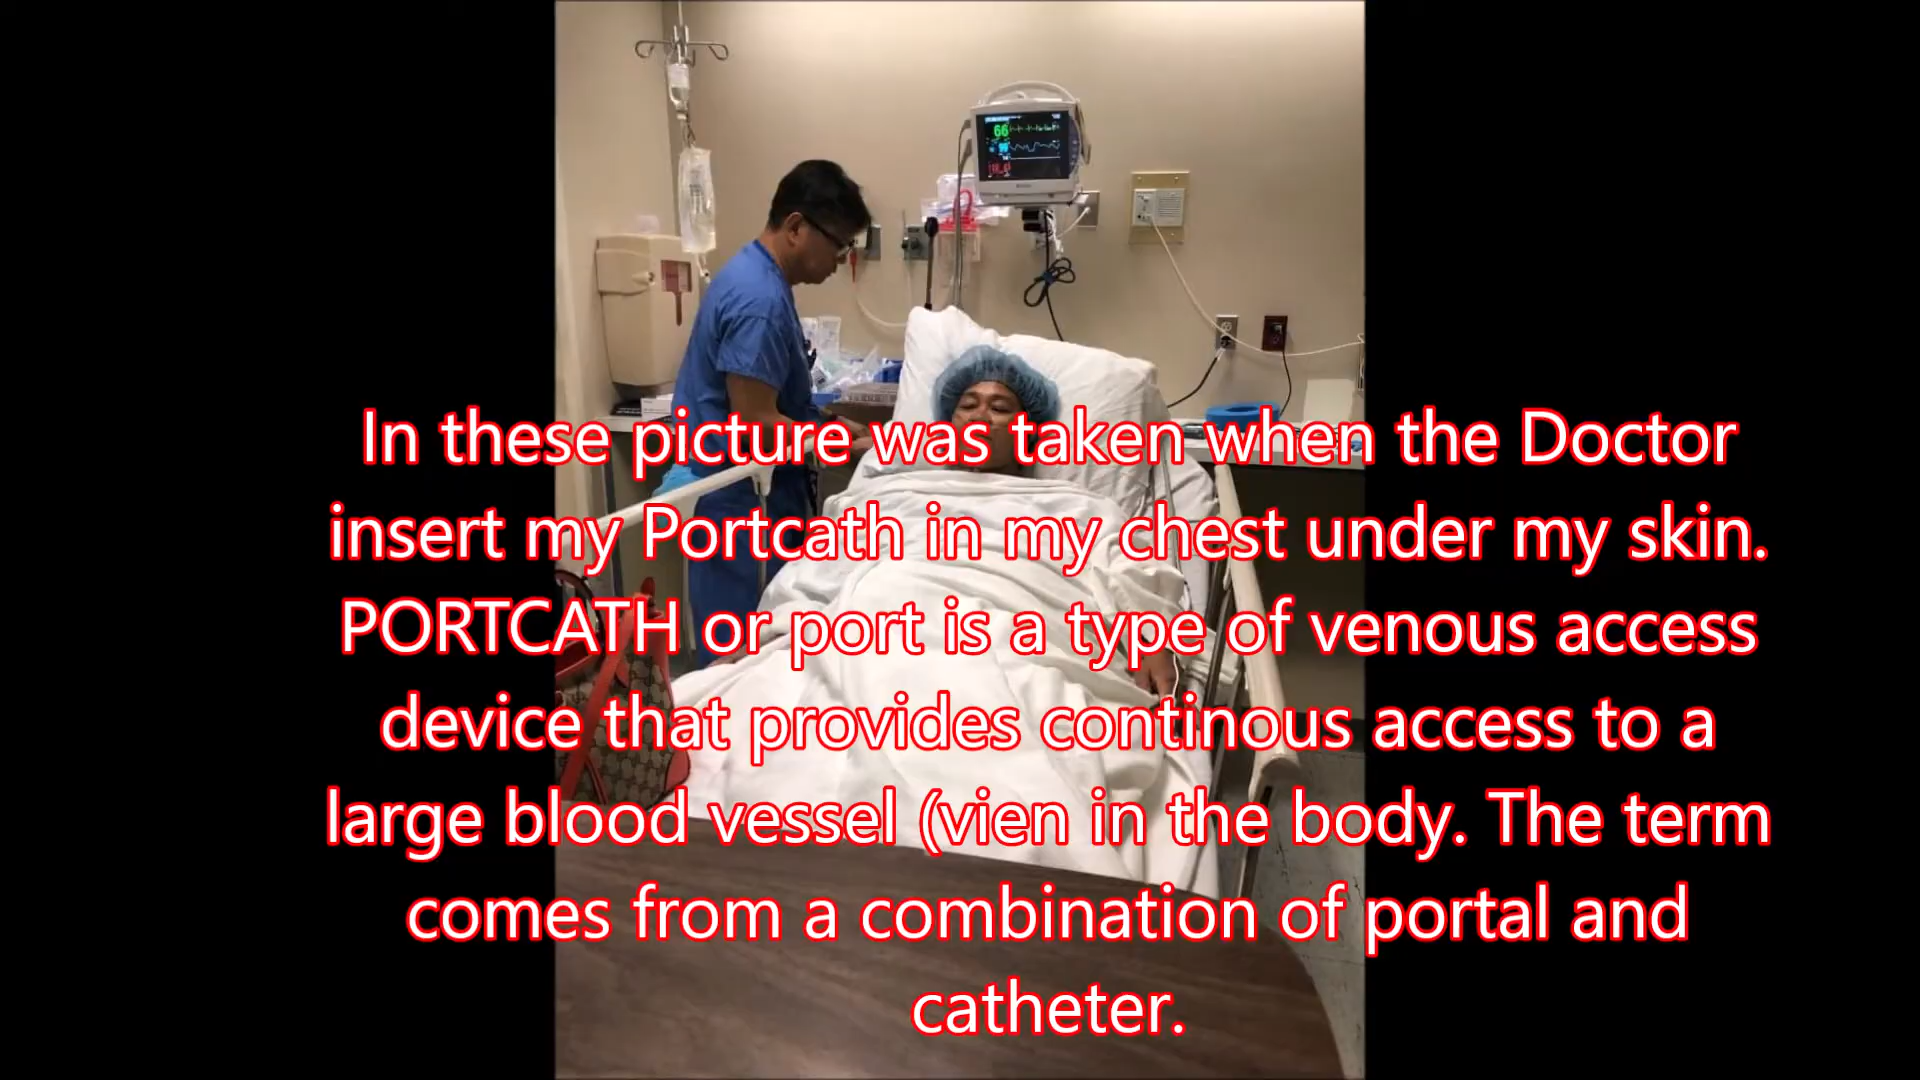 66
In these picture was taken when the Doctor
insert my Portcath in my chest under my skin.
PORTCATH or port is a type of venous access
device that provides continous access to a
large blood vessel (vien in the body. The term
comes from a combination of portal and
catheter.